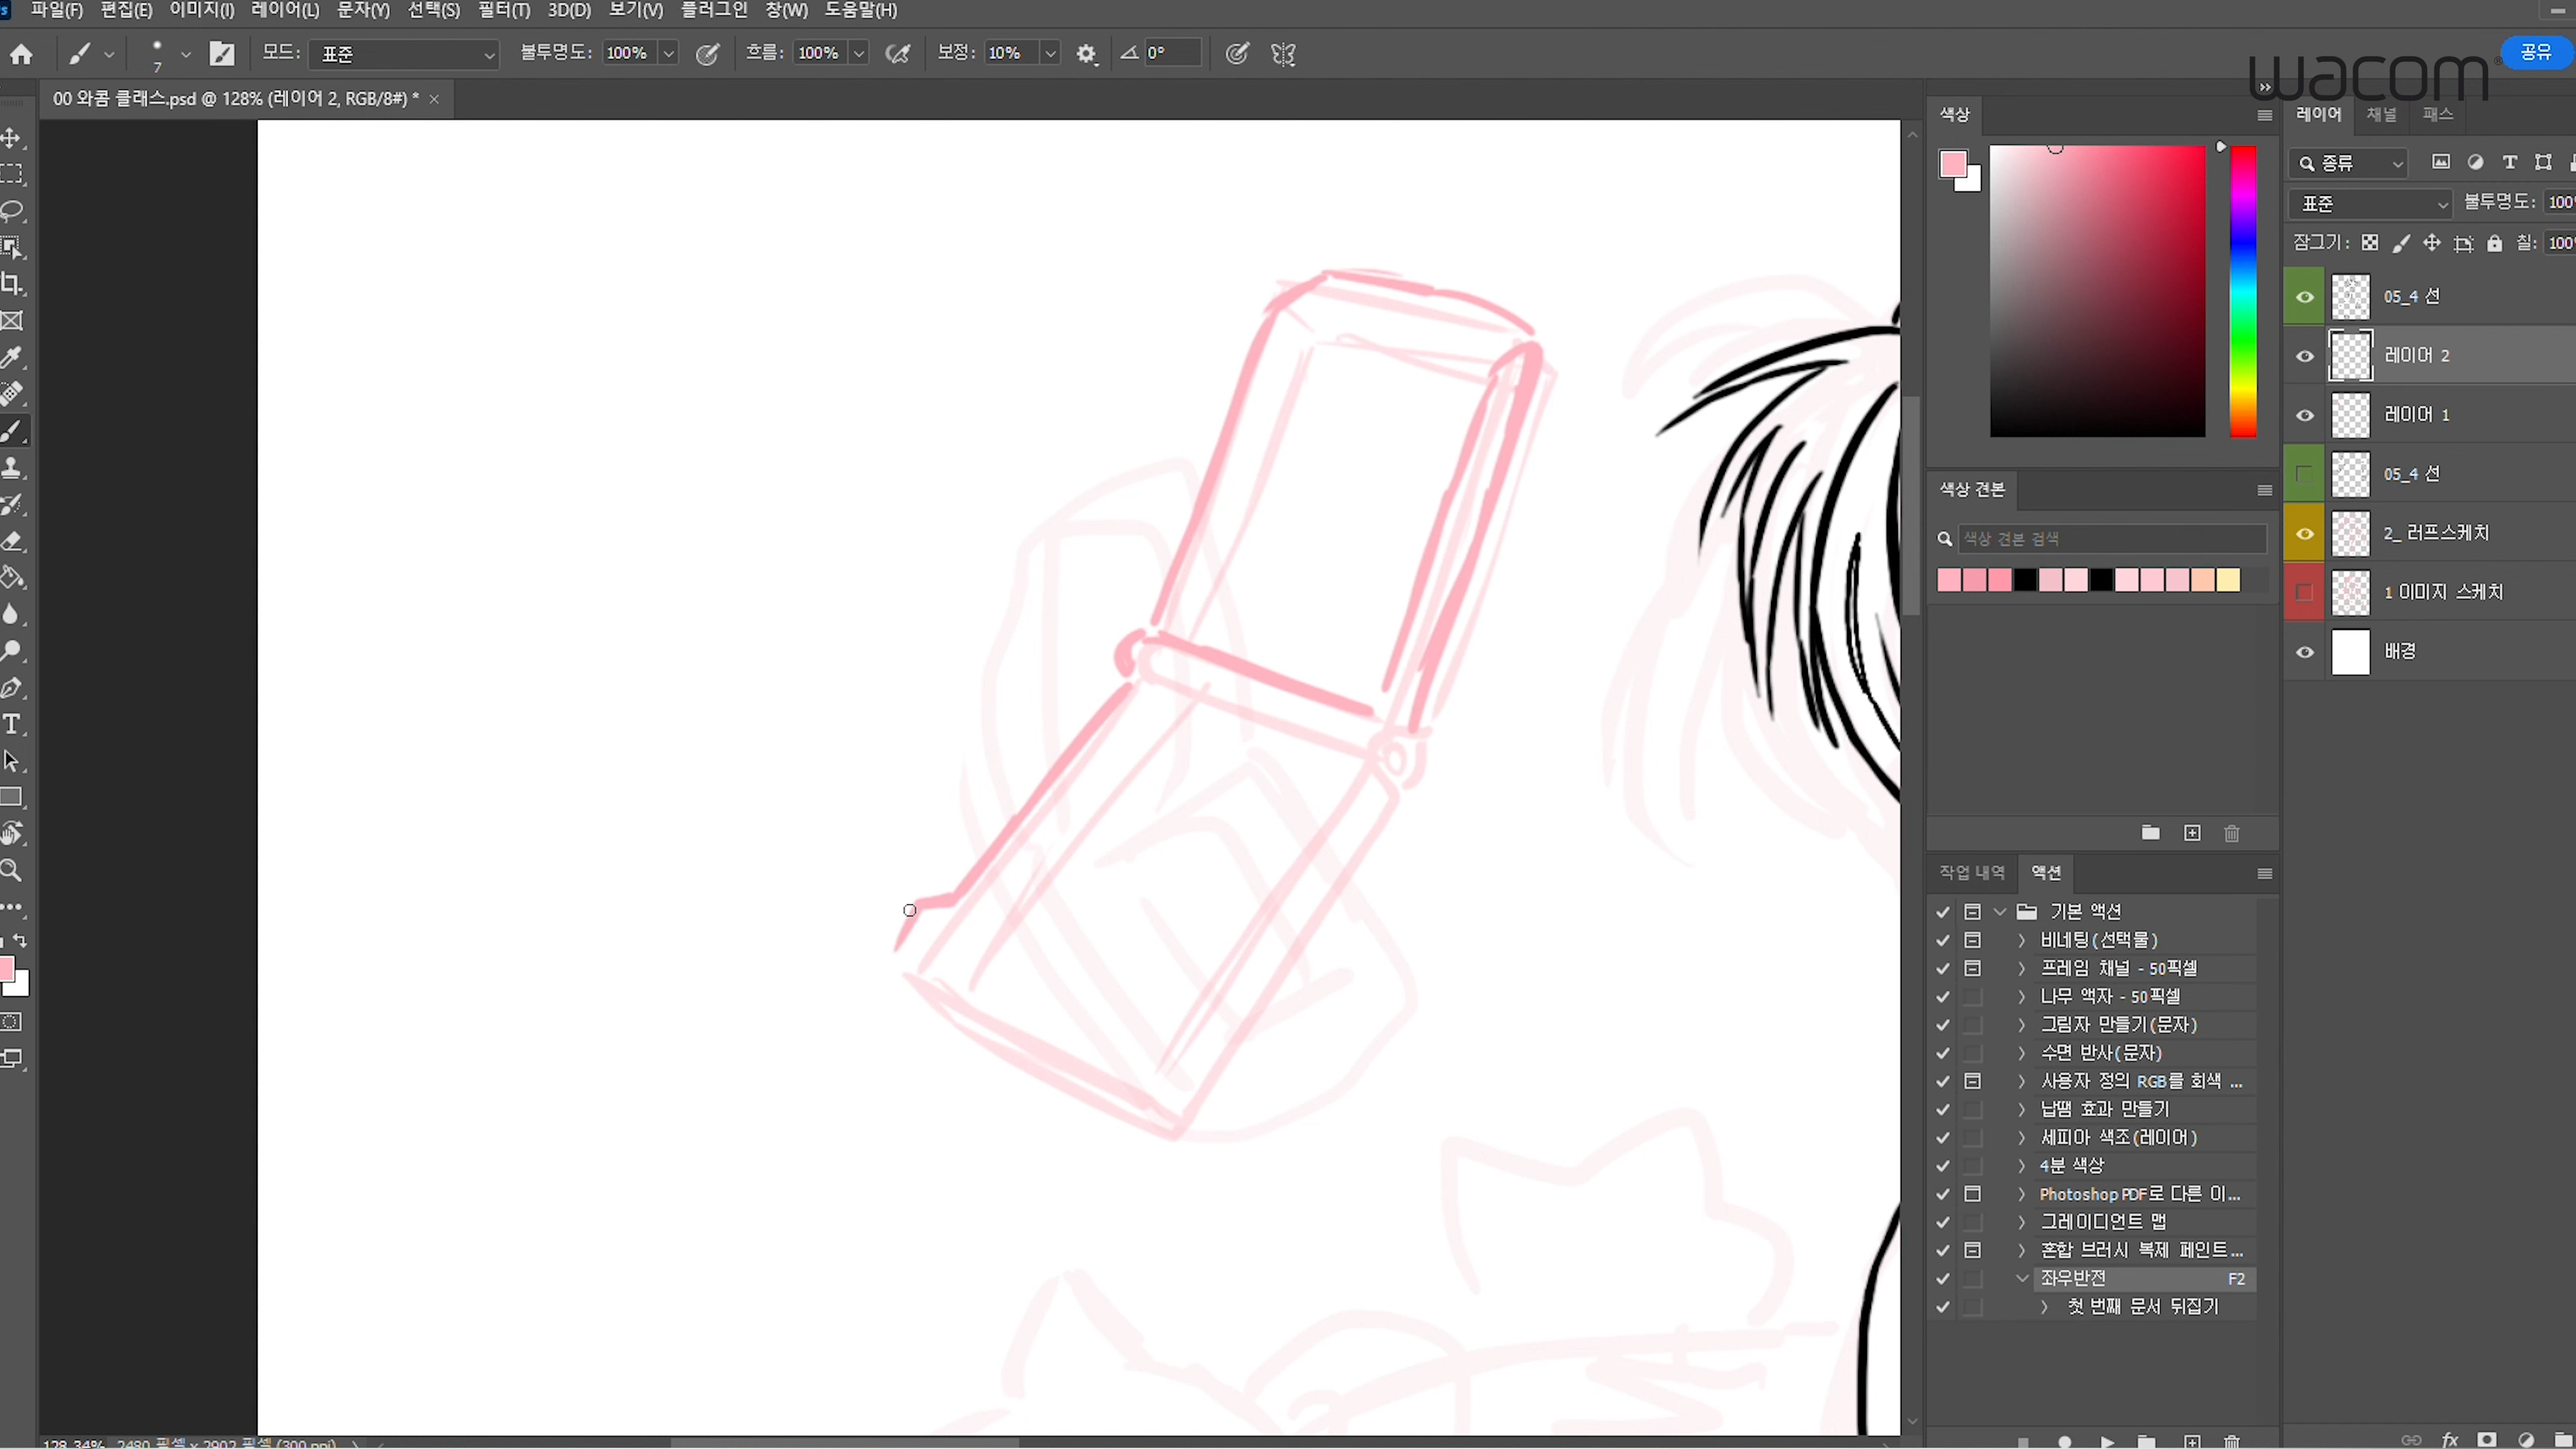 파일(F) 편집(E) 이미지(I) 레이어(L) 문자(Y) 선택(S) 필터(T) 3D(D) 보기(V) 플러그인 창(W) 도움말(H)
7 모드: 표준 불투명도: 100% 흐름: 100% 보정: 10% 0° 공유
wacom
00 와콤 클래스.psd @ 128% (레이어 2, RGB/8#) * ×
색상
레이어 채널 패스
종류
표준 불투명도: 100
잠그기: 칠: 100
05_4 선
레이어 2
레이어 1
05_4 선
2_ 러프스케치
1 이미지 스케치
배경
색상 견본
색상 견본 검색
작업 내역 액션
기본 액션
비네팅(선택물)
프레임 채널 - 50픽셀
나무 액자 - 50픽셀
그림자 만들기(문자)
수면 반사(문자)
사용자 정의 RGB를 회색 ...
납땜 효과 만들기
세피아 색조(레이어)
4분 색상
Photoshop PDF로 다른 이...
그레이디언트 맵
혼합 브러시 복제 페인트...
좌우반전 F2
첫 번째 문서 뒤집기
128.34% 2480 픽셀 x 2902 픽셀 (300 ppi)
fx